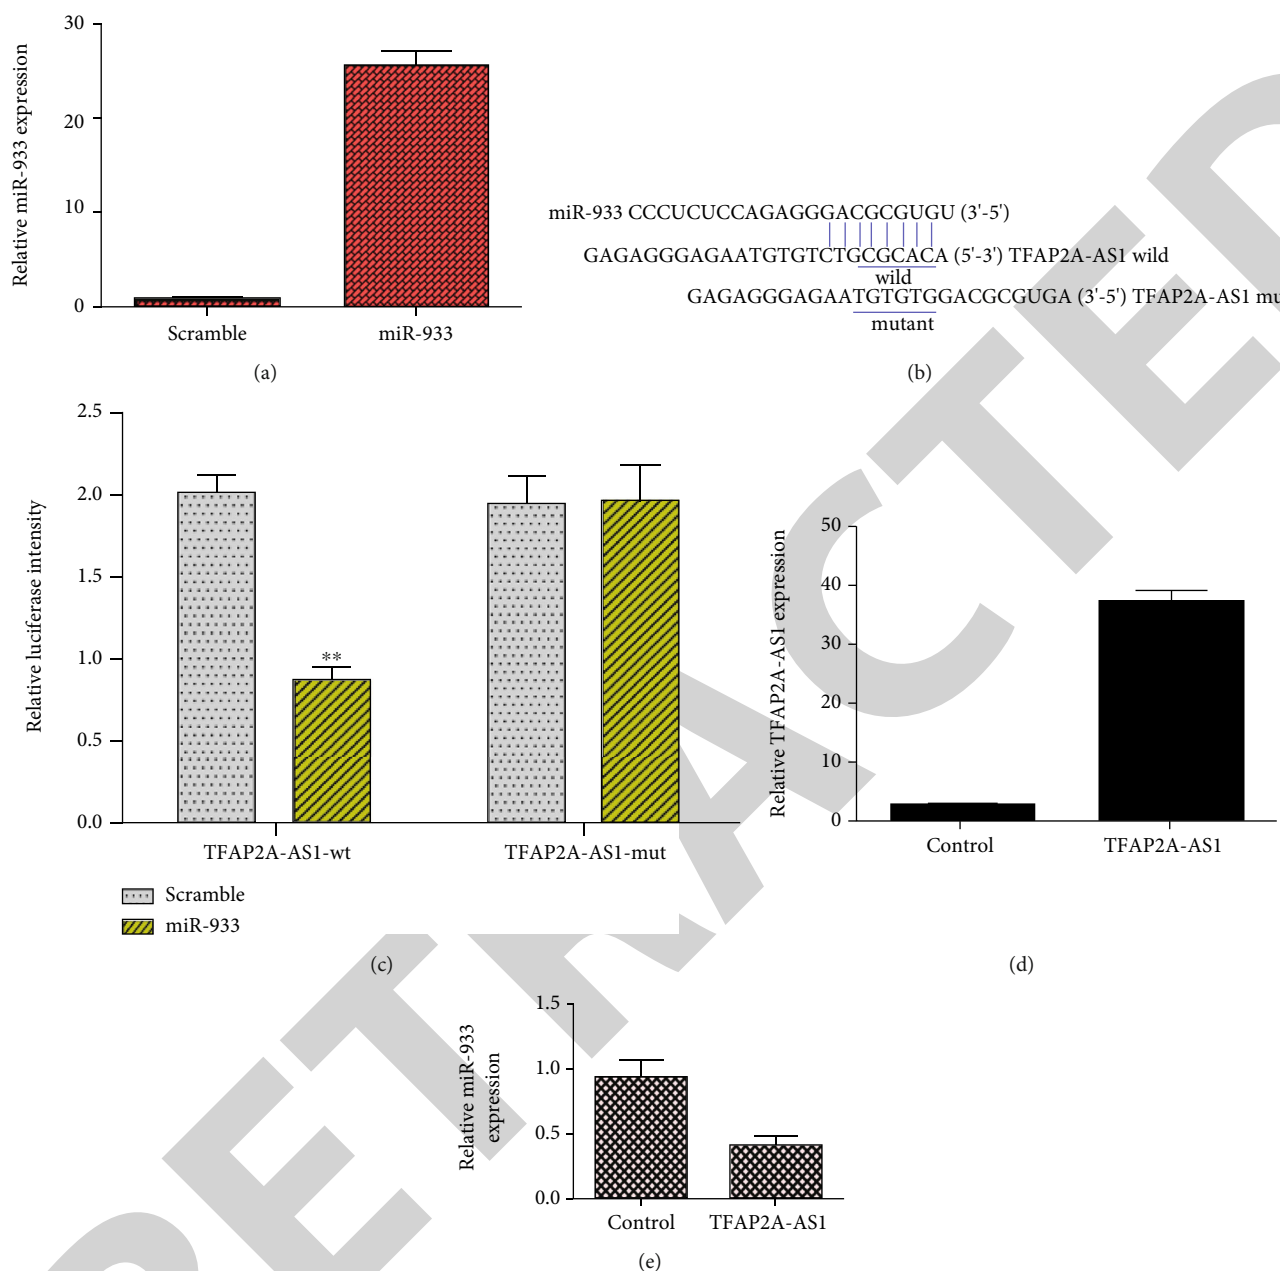 Relative miR-933 expression
30
20
10
0
Scramble
miR-933
(a)
miR-933 CCCUCUCCAGAGGGACGCGUGU (3'-5')
GAGAGGGAGAATGTGTCTGCGCACA (5'-3') TFAP2A-AS1 wild
wild
GAGAGGGAGAATGTGTGGACGCGUGA (3'-5') TFAP2A-AS1 mu
mutant
(b)
Relative luciferase intensity
2.5
2.0
1.5
1.0
0.5
0.0
**
TFAP2A-AS1-wt
TFAP2A-AS1-mut
Scramble
miR-933
(c)
Relative TFAP2A-AS1 expression
50
40
30
20
10
0
Control
TFAP2A-AS1
(d)
Relative miR-933
expression
1.5
1.0
0.5
0.0
Control
TFAP2A-AS1
(e)
RETRACTED